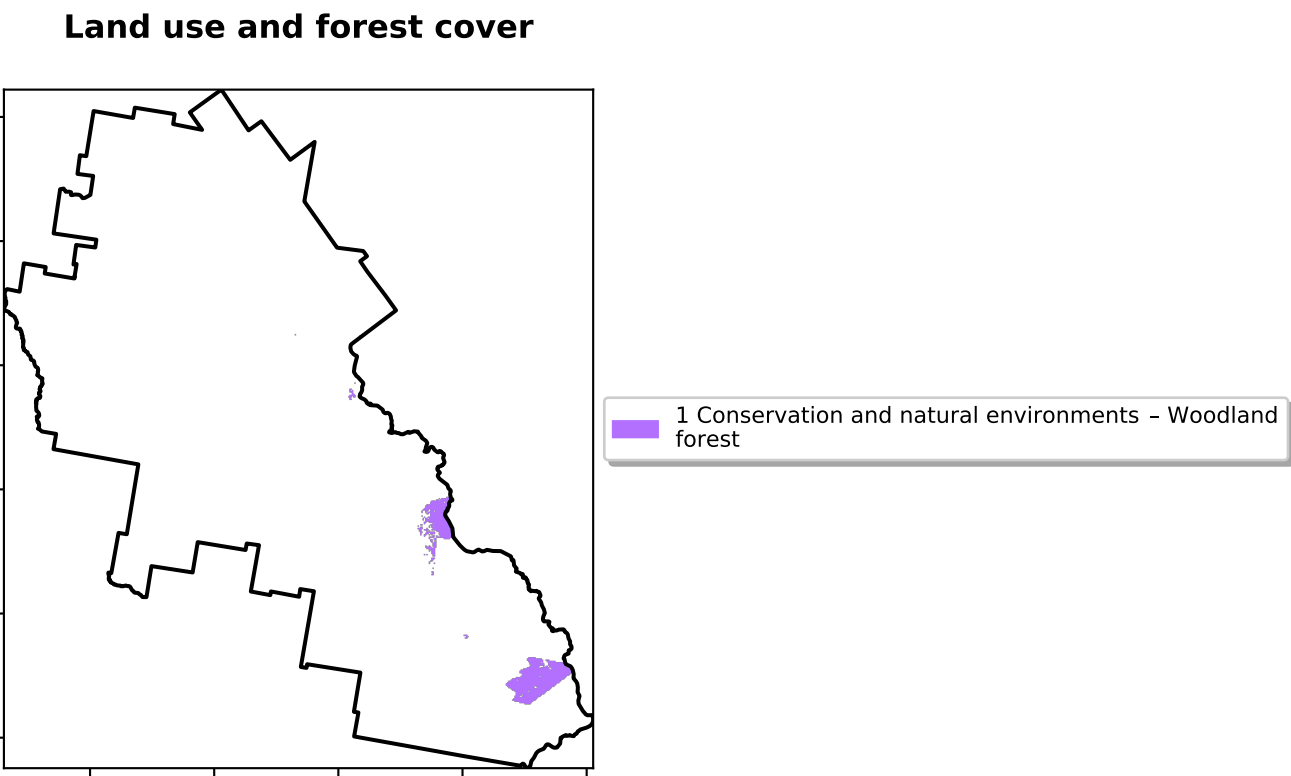 Land use and forest cover
1 Conservation and natural environments – Woodland
forest